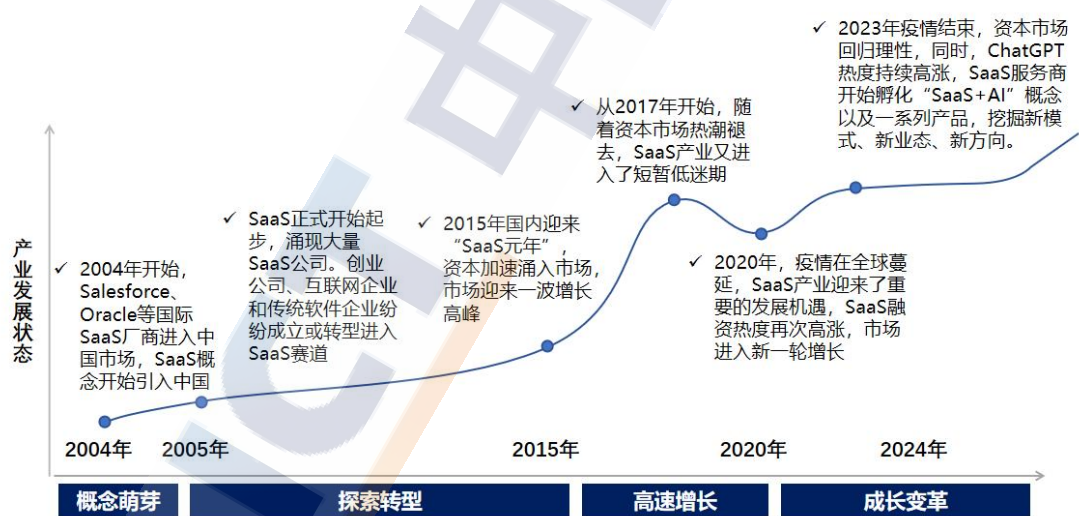 ✓ 2023年疫情结束，资本市场
回归理性，同时，ChatGPT
热度持续高涨，SaaS服务商
开始孵化“SaaS+AI”概念
以及一系列产品，挖掘新模
式、新业态、新方向。
✓ 从2017年开始，随
着资本市场热潮褪
去，SaaS产业又进
入了短暂低迷期
✓ SaaS正式开始起
步，涌现大量
SaaS公司。创业
公司、互联网企业
和传统软件企业纷
纷成立或转型进入
SaaS赛道
✓ 2015年国内迎来
“SaaS元年”，
资本加速涌入市场，
市场迎来一波增长
高峰
✓ 2004年开始，
Salesforce、
Oracle等国际
SaaS厂商进入中
国市场，SaaS概
念开始引入中国
✓ 2020年，疫情在全球蔓
延，SaaS产业迎来了重
要的发展机遇，SaaS融
资热度再次高涨，市场
进入新一轮增长
产业发展状态
2004年 2005年 2015年 2020年 2024年
概念萌芽 探索转型 高速增长 成长变革